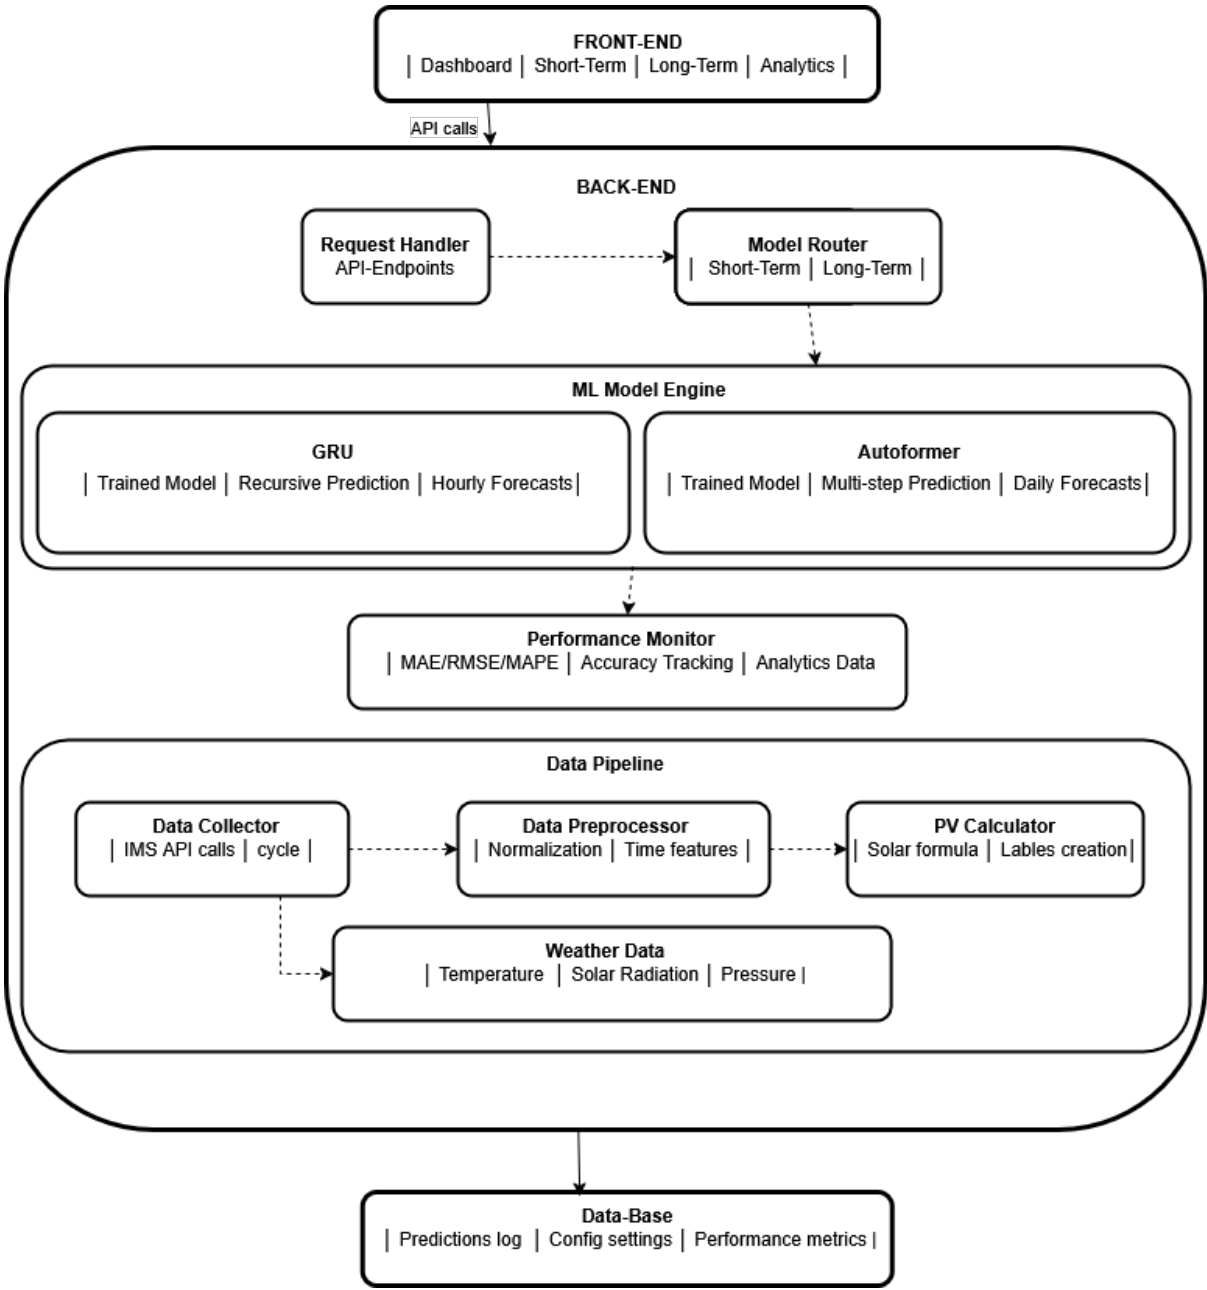 FRONT-END
| Dashboard | Short-Term | Long-Term | Analytics |
API calls
BACK-END
Request Handler
API-Endpoints
Model Router
| Short-Term | Long-Term |
ML Model Engine
GRU
| Trained Model | Recursive Prediction | Hourly Forecasts|
Autoformer
| Trained Model | Multi-step Prediction | Daily Forecasts|
Performance Monitor
| MAE/RMSE/MAPE | Accuracy Tracking | Analytics Data
Data Pipeline
Data Collector
| IMS API calls | cycle |
Data Preprocessor
| Normalization | Time features |
PV Calculator
| Solar formula | Lables creation|
Weather Data
| Temperature | Solar Radiation | Pressure |
Data-Base
| Predictions log | Config settings | Performance metrics |